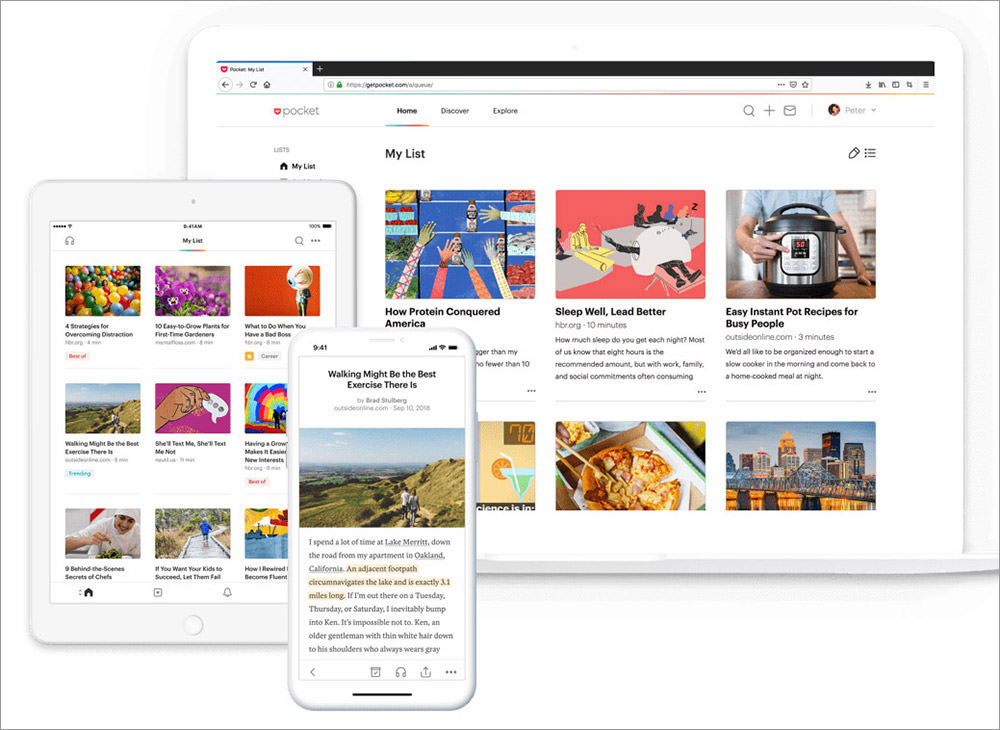 Pocket: My List
https://getpocket.com/a/queue/
pocket
Home
Discover
Explore
Peter
LISTS
My List
My List
How Protein Conquered
America
gger than my
no fewer than 10
Sleep Well, Lead Better
hbr.org · 10 minutes
How much sleep do you get each night? Most
of us know that eight hours is the
recommended amount, but with work, family,
and social commitments often consuming
Easy Instant Pot Recipes for
Busy People
outsideonline.com · 3 minutes
We'd all like to be organized enough to start a
slow cooker in the morning and come back to
a home-cooked meal at night.
50
Z
70
cience is in:
9:41AM
100%
My List
4 Strategies for
Overcoming Distraction
hbr.org · 4 min
Best of
10 Easy-to-Grow Plants for
First-Time Gardeners
mentalfloss.com · 8 min
What to Do When You
Have a Bad Boss
hbr.org · 8 min
Career
Walking Might Be the Best
Exercise There Is
outsideonline.com · 5 min
Trending
She'll Text Me, She'll Text
Me Not
nautil.us · 11 min
Having a Grow
Makes It Easie
New Interests
hbr.org · 6 min
Best of
9 Behind-the-Scenes
Secrets of Chefs
If You Want Your Kids to
Succeed, Let Them Fail
How I Rewired
Become Fluent
9:41
Walking Might Be the Best
Exercise There Is
by Brad Stulberg
outsideonline.com · Sep 10, 2018
I spend a lot of time at Lake Merritt, down
the road from my apartment in Oakland,
California. An adjacent footpath
circumnavigates the lake and is exactly 3.1
miles long. If I'm out there on a Tuesday,
Thursday, or Saturday, I inevitably bump
into Ken. It's impossible not to. Ken, an
older gentleman with thin white hair down
to his shoulders who always wears gray